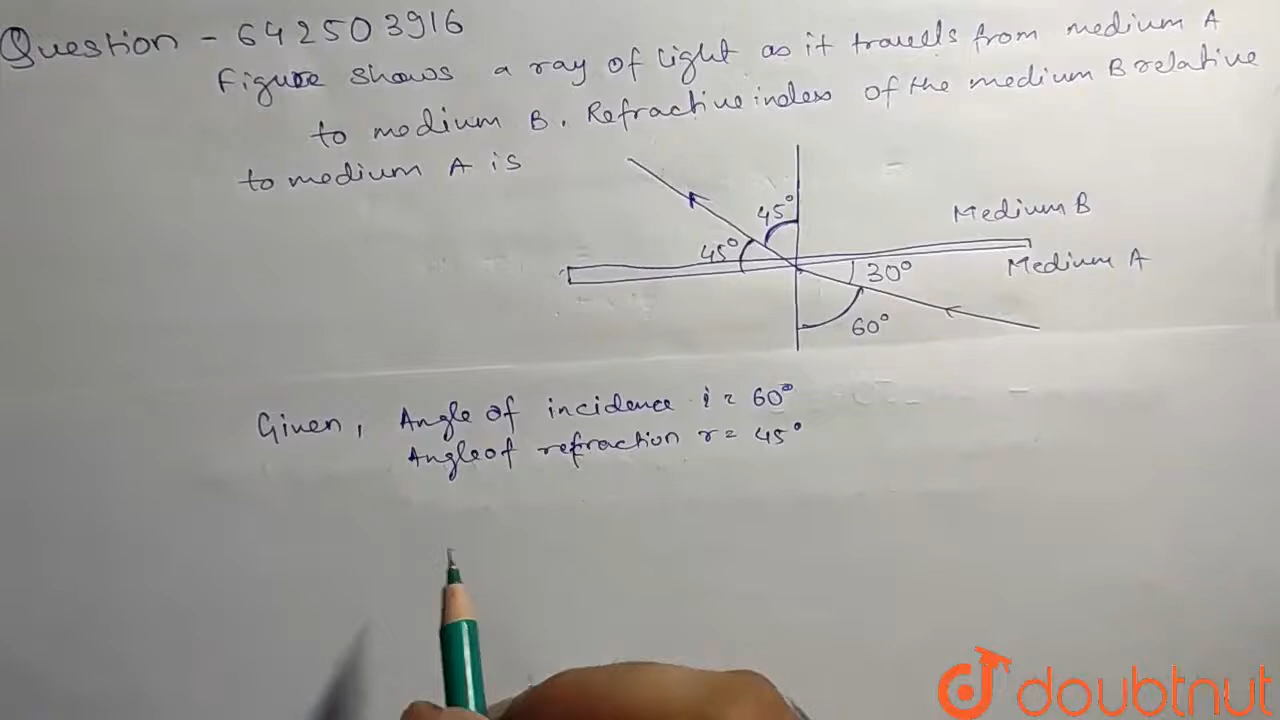 Question - 642503916
Figure shows a ray of light as it travels from medium A
to medium B. Refractive index of the medium B relative
to medium A is
45°
Medium B
45°
30°
Medium A
60°
Given, Angle of incidence i = 60°
Angle of refraction r = 45°
doubtnut